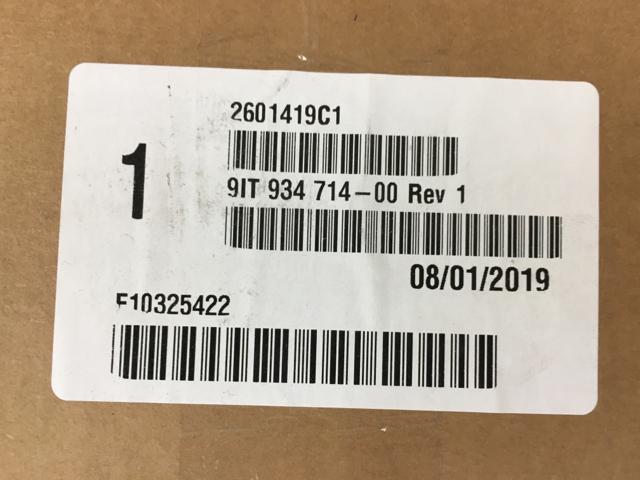 2601419C1
1
9IT 934 714-00 Rev 1
08/01/2019
F10325422